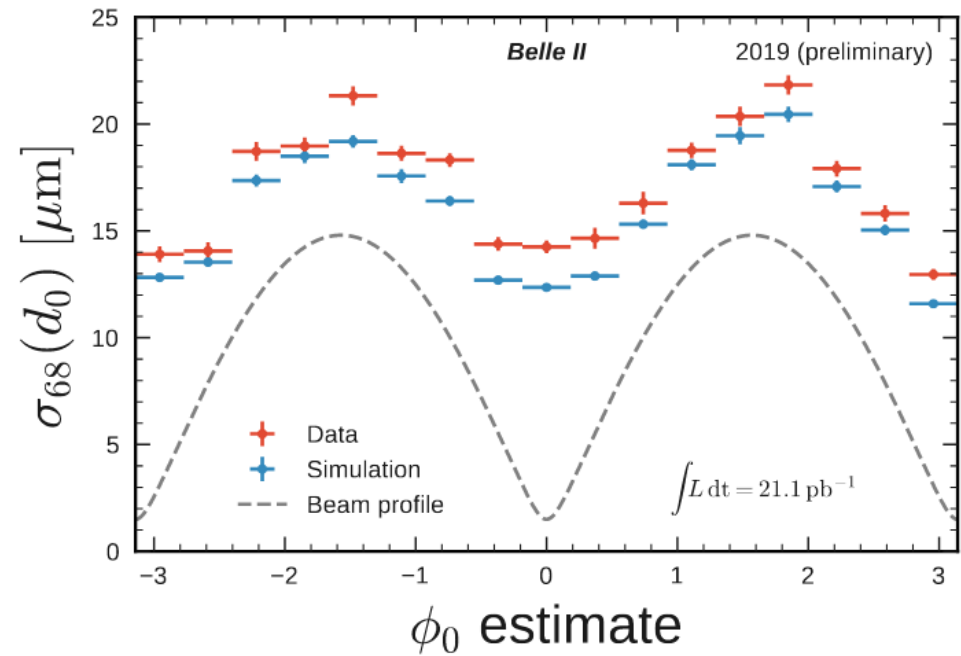 Belle II
2019 (preliminary)
σ₆₈(d₀) [μm]
25
20
15
10
5
0
Data
Simulation
Beam profile
∫L dt = 21.1 pb⁻¹
−3
−2
−1
0
1
2
3
ϕ₀ estimate